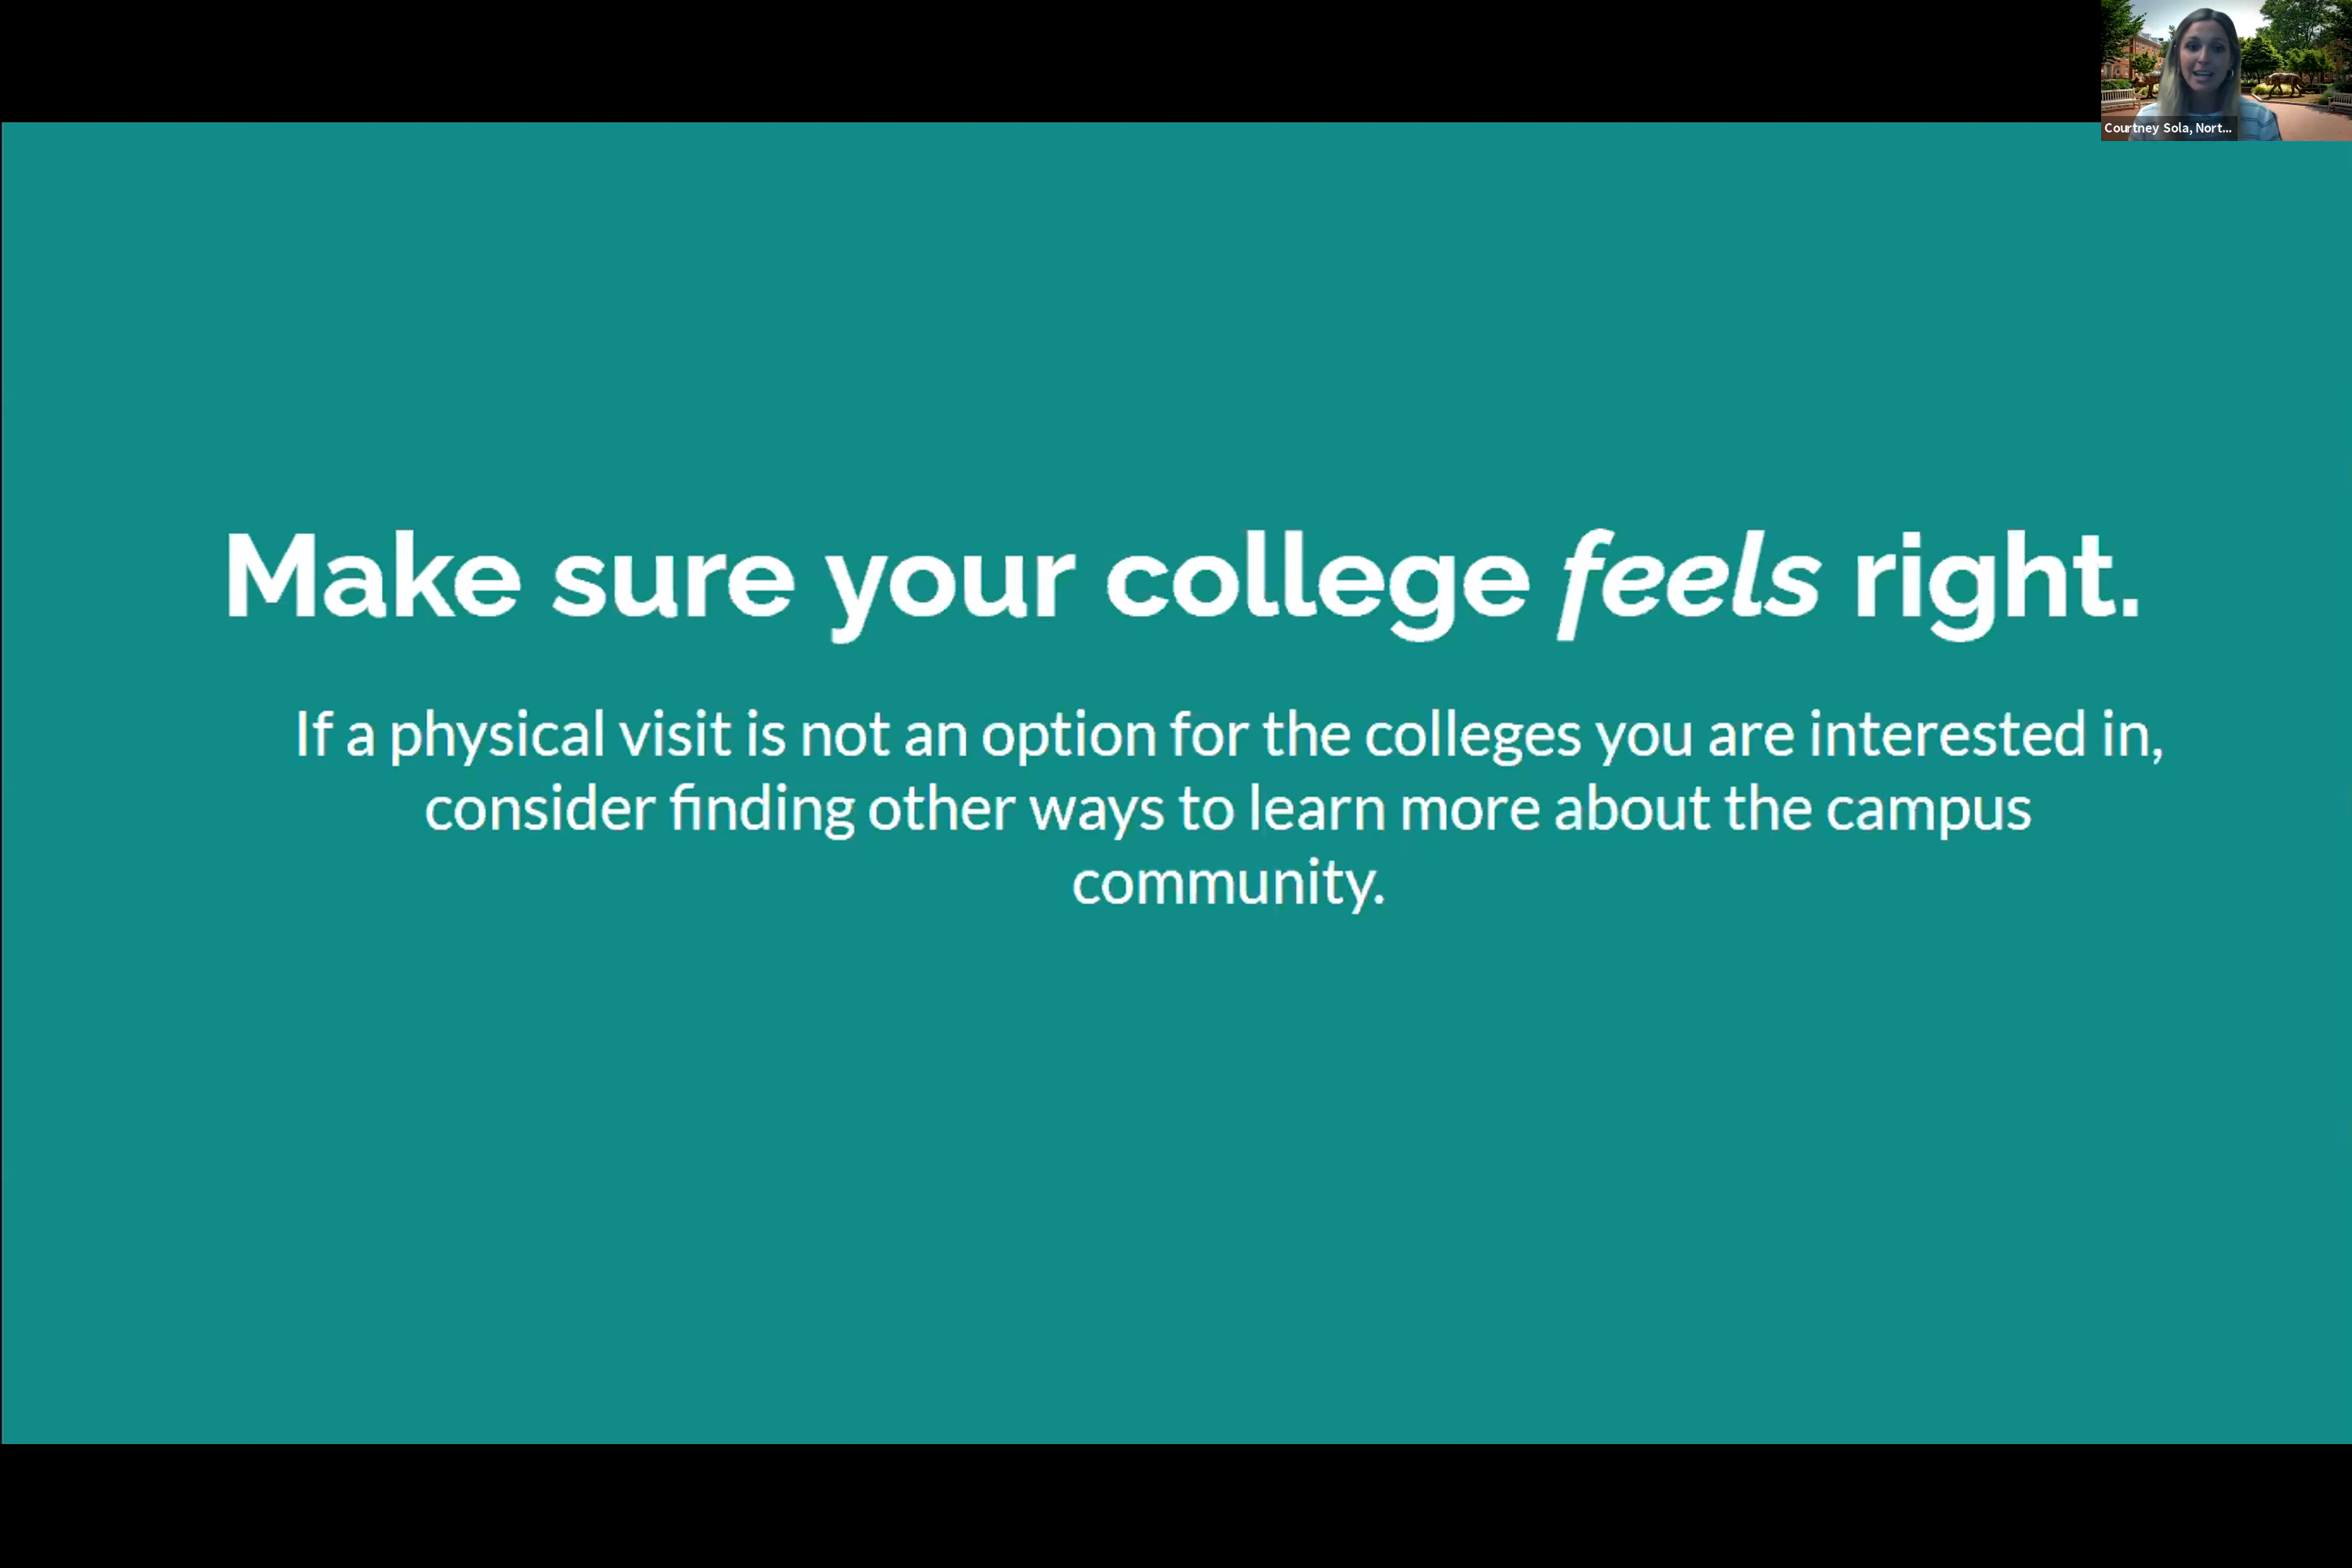 Courtney Sola, Nort...
Make sure your college feels right.
If a physical visit is not an option for the colleges you are interested in,
consider finding other ways to learn more about the campus
community.